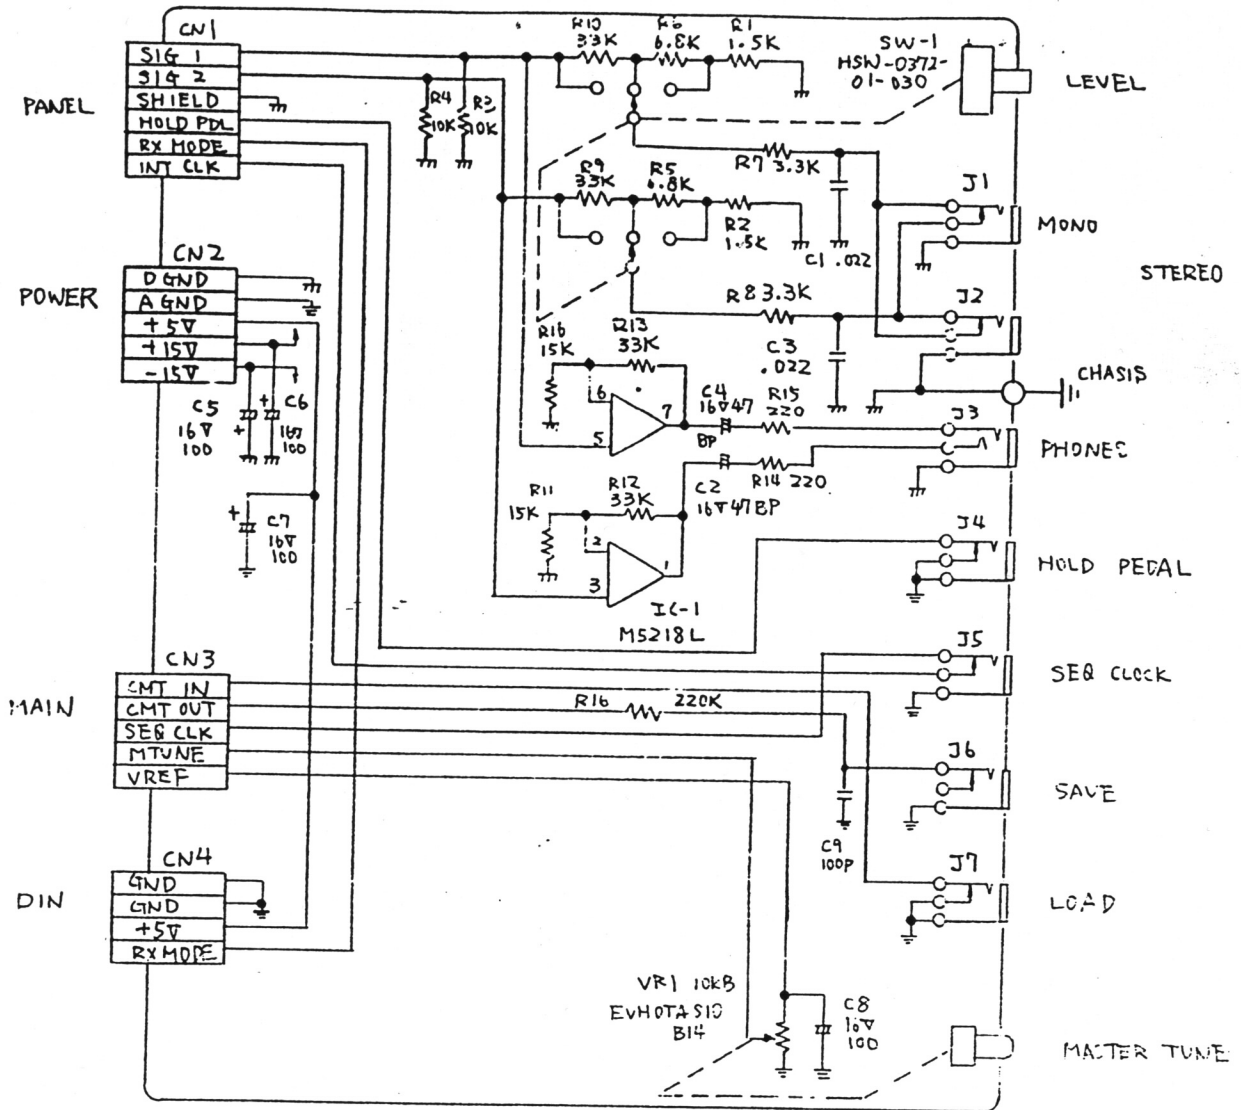 CN1
SIG 1
SIG 2
SHIELD
HOLD PDL
RX MODE
INT CLK
PANEL
R10
33K
R6
6.8K
R1
1.5K
SW-1
HSW-0372-
01-030
LEVEL
R4
10K
R3
10K
R9
33K
R5
6.8K
R2
1.5K
R7 3.3K
C1 .022
J1
MONO
STEREO
CN2
D GND
A GND
+5V
+15V
-15V
POWER
R8 3.3K
C3
.022
J2
CHASIS
C5
16V
100
C6
16V
100
C7
16V
100
R16
15K
R13
33K
6
5
7
C4
16V47
BP
R15
220
J3
PHONES
R14 220
C2
16V47BP
R11
15K
R12
33K
2
3
1
IC-1
M5218L
J4
HOLD PEDAL
CN3
CMT IN
CMT OUT
SEQ CLK
MTUNE
VREF
MAIN
R16 220K
J5
SEQ CLOCK
J6
SAVE
C9
100P
J7
LOAD
CN4
GND
GND
+5V
RX MODE
DIN
VR1 10KB
B14
C8
16V
100
MASTER TUNE